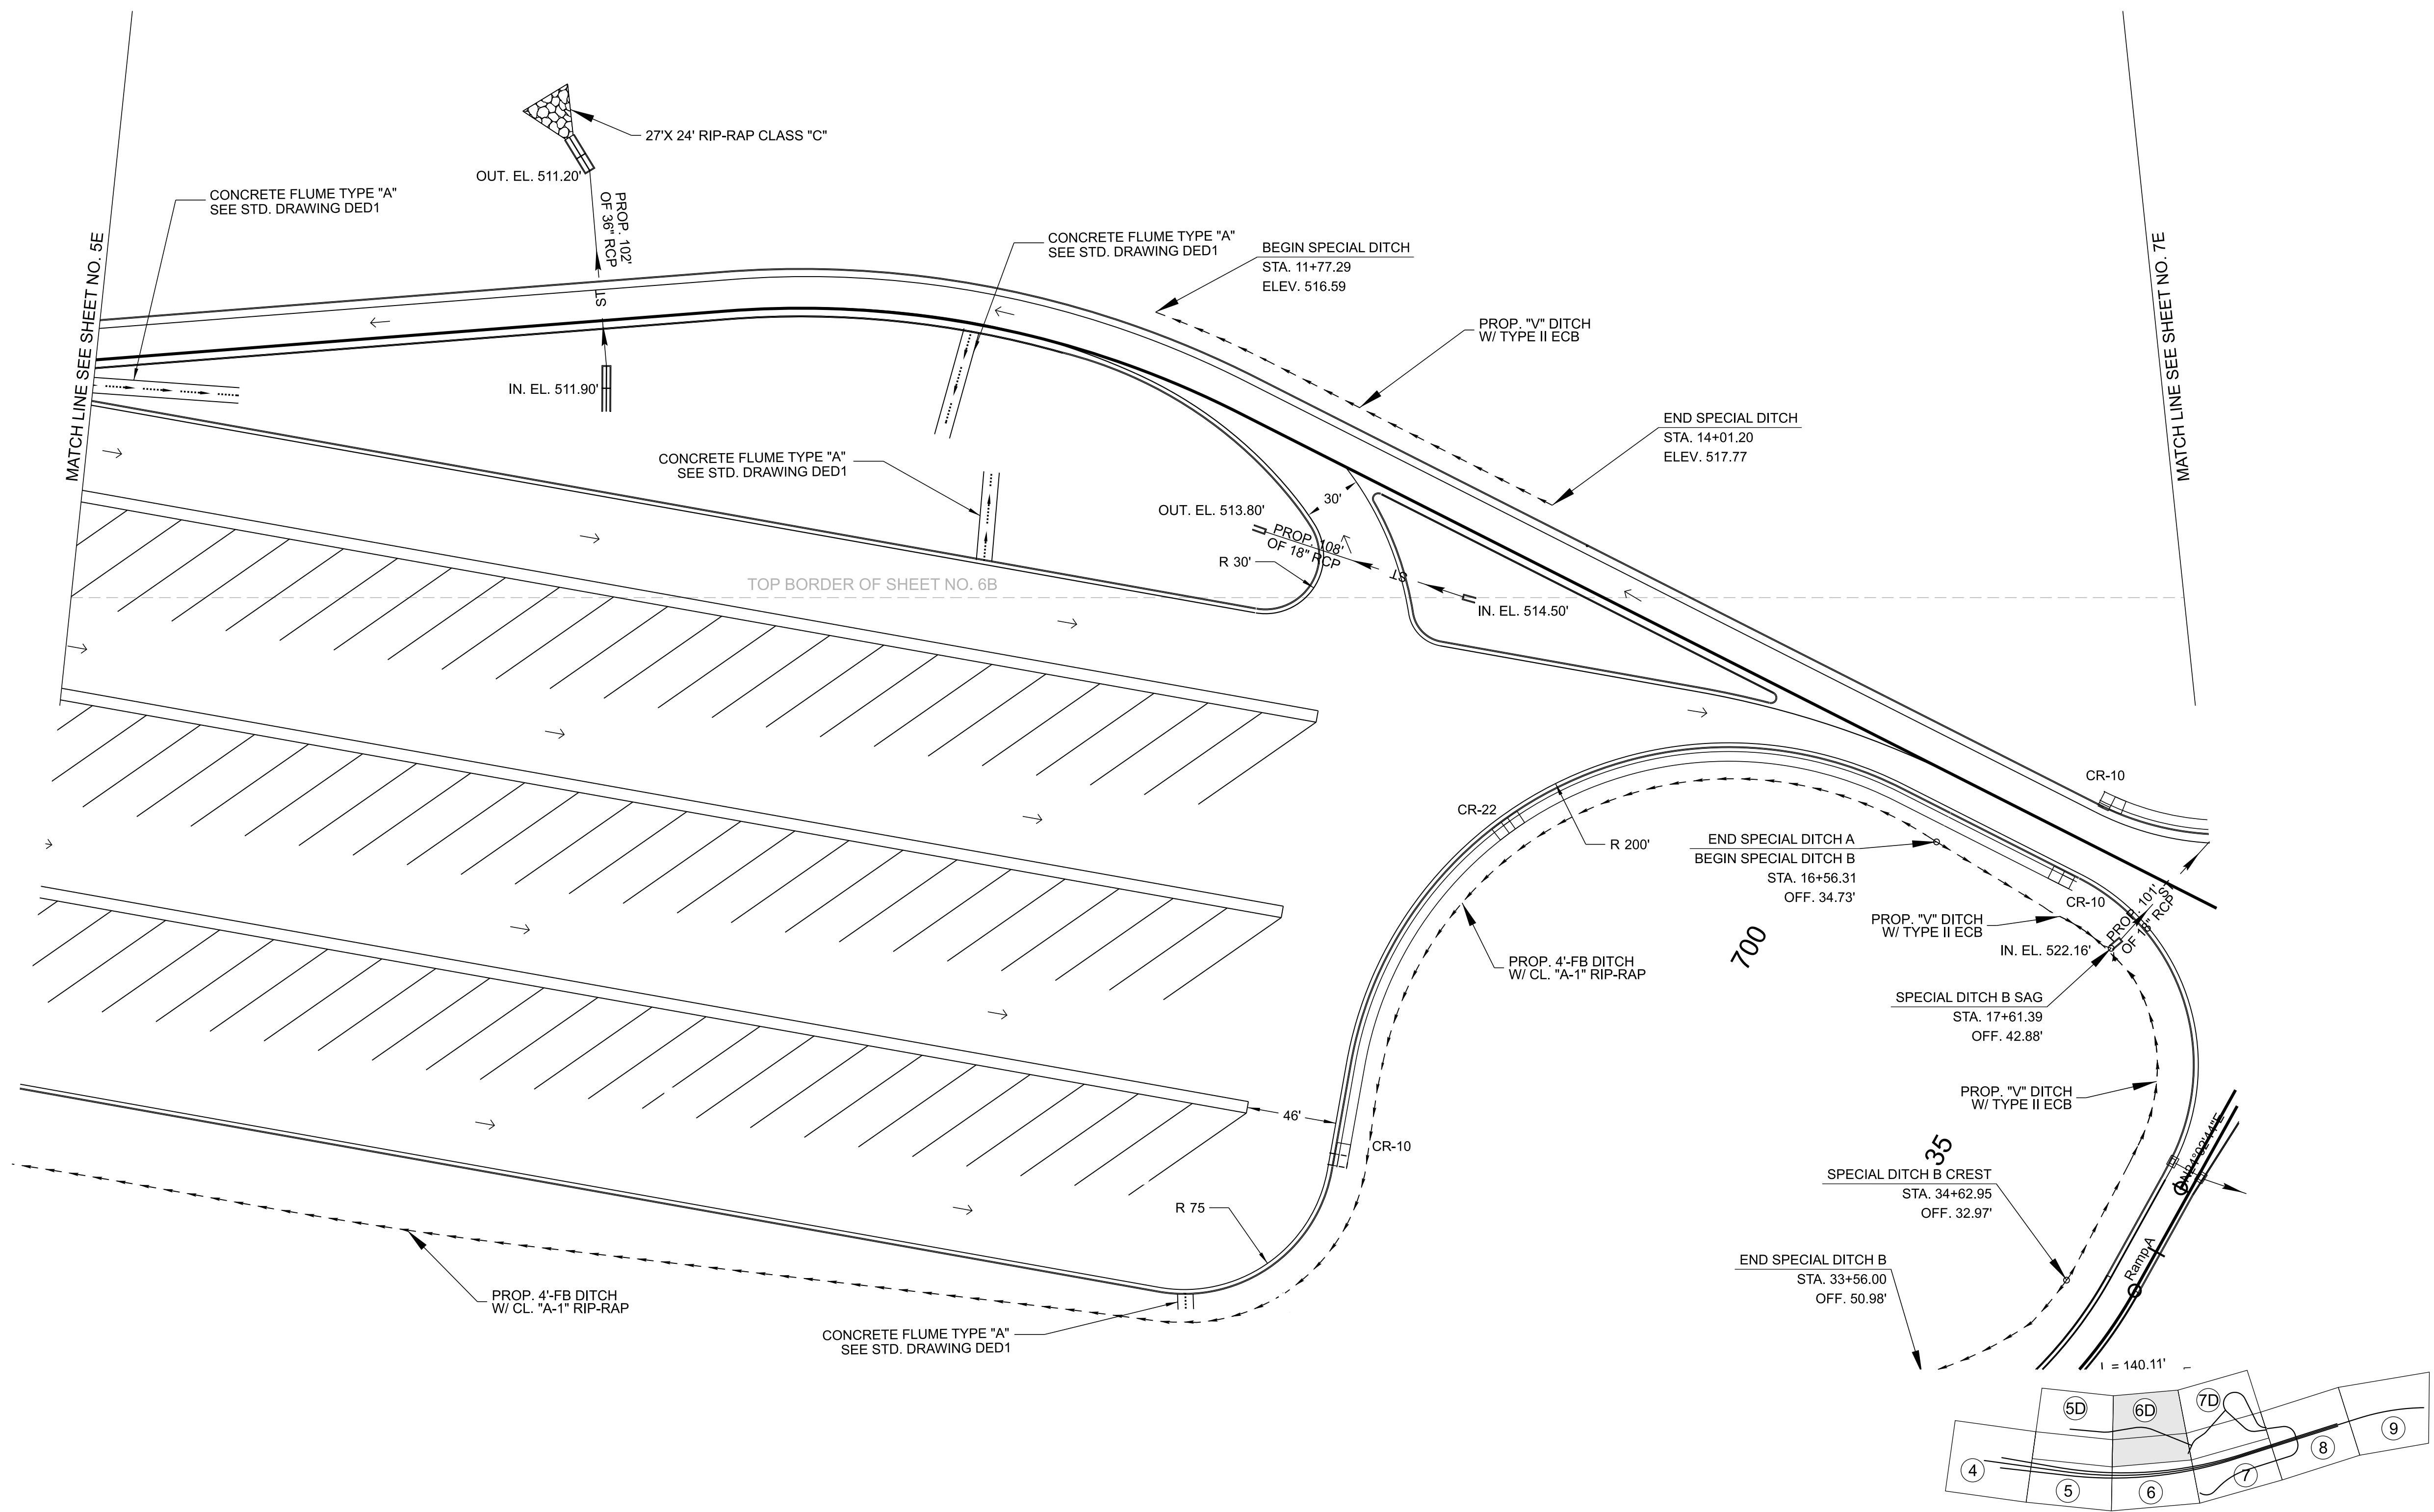 27'X 24' RIP-RAP CLASS "C"
OUT. EL. 511.20'
PROP. 102'
OF 36" RCP
CONCRETE FLUME TYPE "A"
SEE STD. DRAWING DED1
MATCH LINE SEE SHEET NO. 5E
ST
IN. EL. 511.90'
CONCRETE FLUME TYPE "A"
SEE STD. DRAWING DED1
BEGIN SPECIAL DITCH
STA. 11+77.29
ELEV. 516.59
PROP. "V" DITCH
W/ TYPE II ECB
END SPECIAL DITCH
STA. 14+01.20
ELEV. 517.77
MATCH LINE SEE SHEET NO. 7E
CONCRETE FLUME TYPE "A"
SEE STD. DRAWING DED1
OUT. EL. 513.80'
30'
PROP. 108'
OF 18" RCP
R 30'
ST
IN. EL. 514.50'
TOP BORDER OF SHEET NO. 6B
CR-10
CR-22
R 200'
END SPECIAL DITCH A
BEGIN SPECIAL DITCH B
STA. 16+56.31
OFF. 34.73'
CR-10
PROP. 101'
OF 18" RCP
ST
PROP. "V" DITCH
W/ TYPE II ECB
IN. EL. 522.16'
700
PROP. 4'-FB DITCH
W/ CL. "A-1" RIP-RAP
SPECIAL DITCH B SAG
STA. 17+61.39
OFF. 42.88'
PROP. "V" DITCH
W/ TYPE II ECB
46'
CR-10
35
N24°02'44"E
SPECIAL DITCH B CREST
STA. 34+62.95
OFF. 32.97'
R 75
Ramp A
END SPECIAL DITCH B
STA. 33+56.00
OFF. 50.98'
PROP. 4'-FB DITCH
W/ CL. "A-1" RIP-RAP
CONCRETE FLUME TYPE "A"
SEE STD. DRAWING DED1
= 140.11'
5D
6D
7D
4
5
6
7
8
9